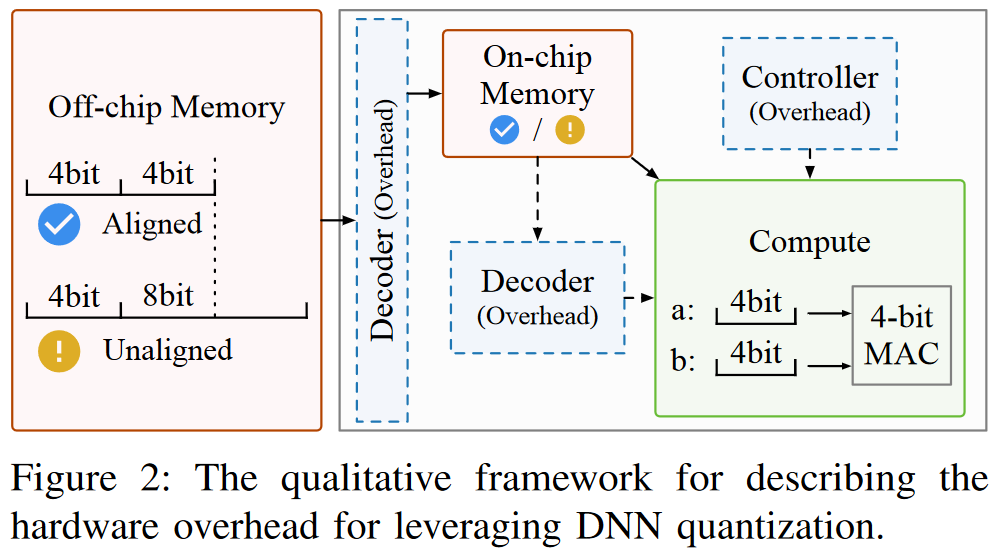 Off-chip Memory
4bit 4bit
Aligned
4bit 8bit
Unaligned
Decoder (Overhead)
On-chip
Memory
/
Decoder
(Overhead)
Controller
(Overhead)
Compute
a: 4bit
b: 4bit
4-bit
MAC
Figure 2: The qualitative framework for describing the
hardware overhead for leveraging DNN quantization.